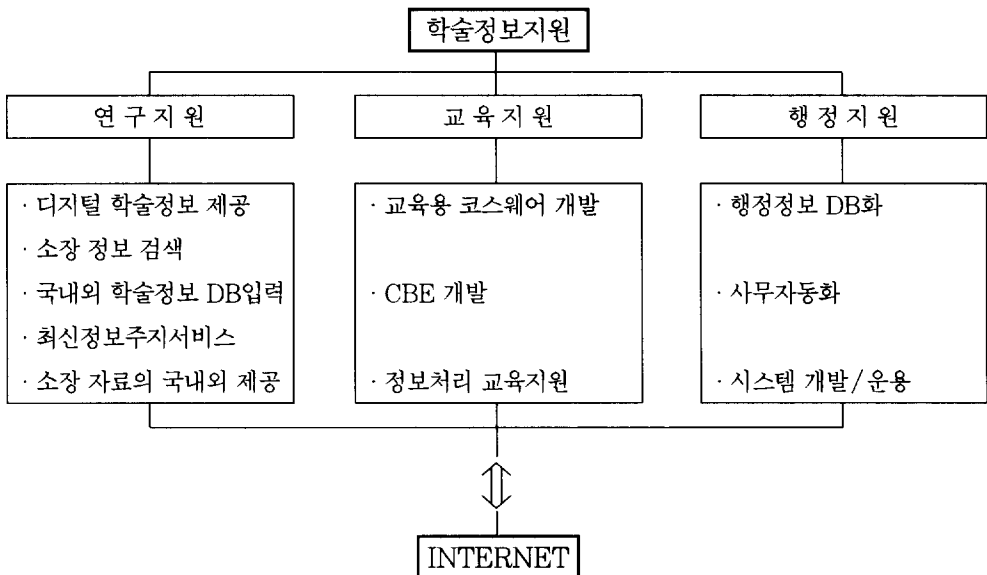 학술정보지원
연 구 지 원
교 육 지 원
행 정 지 원
· 디지털 학술정보 제공
· 소장 정보 검색
· 국내외 학술정보 DB입력
· 최신정보주지서비스
· 소장 자료의 국내외 제공
· 교육용 코스웨어 개발
· CBE 개발
· 정보처리 교육지원
· 행정정보 DB화
· 사무자동화
· 시스템 개발/운용
INTERNET